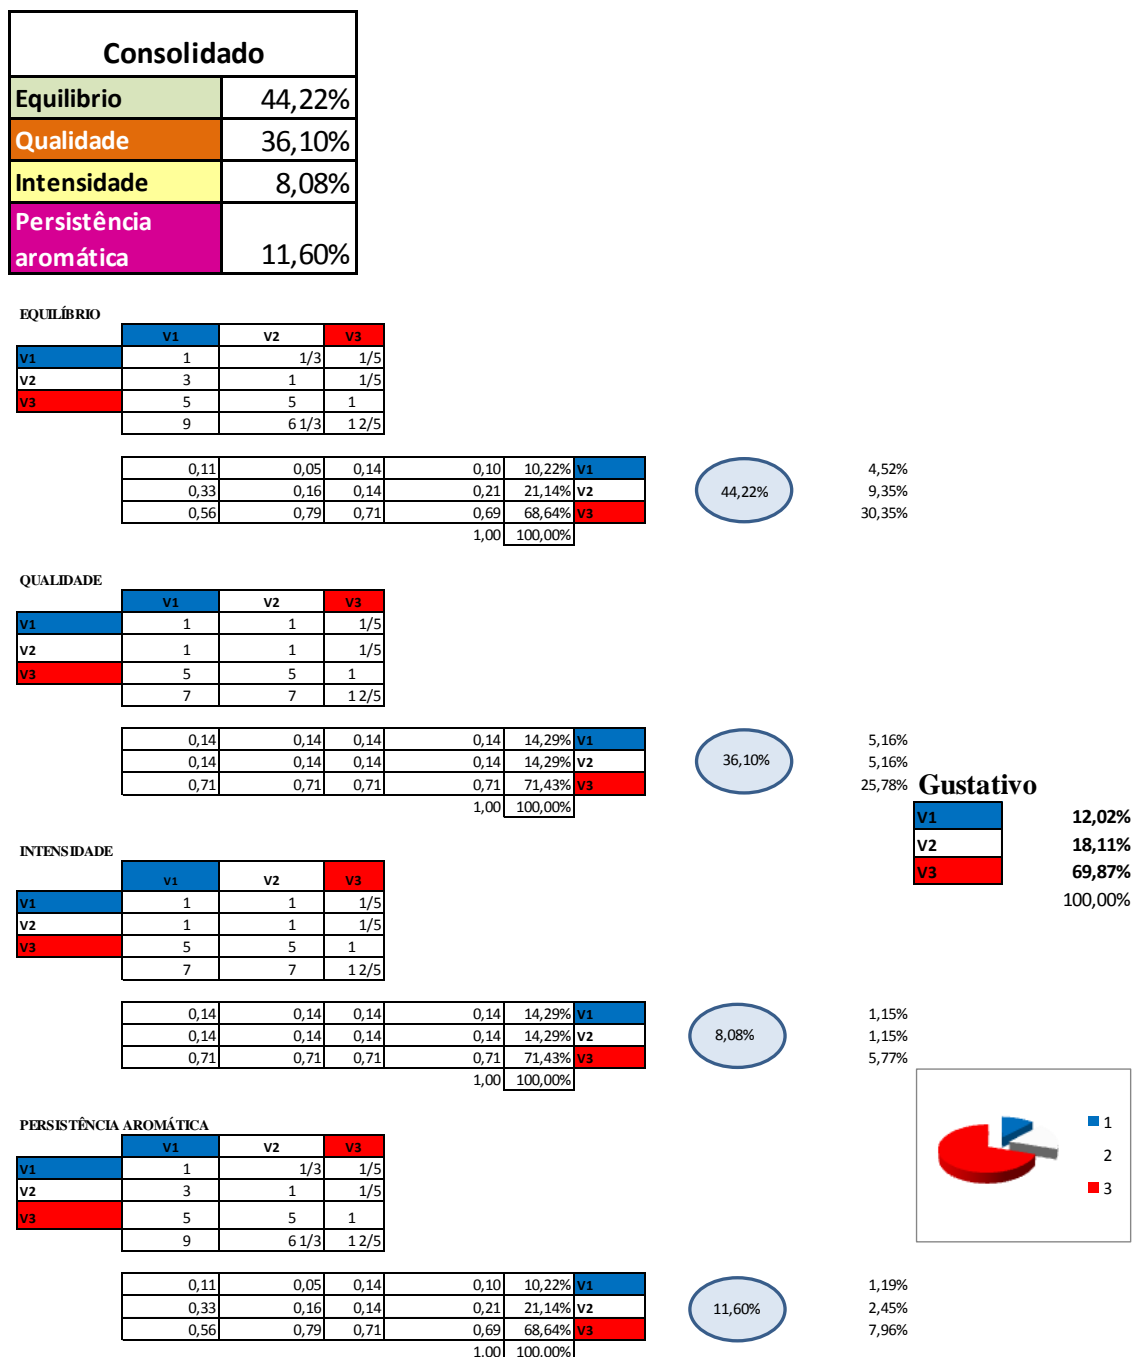 Consolidado
Equilibrio 44,22%
Qualidade 36,10%
Intensidade 8,08%
Persistência
aromática 11,60%
EQUILÍBRIO
V1 V2 V3
V1 1 1/3 1/5
V2 3 1 1/5
V3 5 5 1
9 6 1/3 1 2/5
0,11 0,05 0,14 0,10 10,22% V1 4,52%
0,33 0,16 0,14 0,21 21,14% V2 44,22% 9,35%
0,56 0,79 0,71 0,69 68,64% V3 30,35%
1,00 100,00%
QUALIDADE
V1 V2 V3
V1 1 1 1/5
V2 1 1 1/5
V3 5 5 1
7 7 1 2/5
0,14 0,14 0,14 0,14 14,29% V1 5,16%
0,14 0,14 0,14 0,14 14,29% V2 36,10% 5,16%
0,71 0,71 0,71 0,71 71,43% V3 25,78%
1,00 100,00%
Gustativo
V1 12,02%
V2 18,11%
V3 69,87%
100,00%
INTENSIDADE
V1 V2 V3
V1 1 1 1/5
V2 1 1 1/5
V3 5 5 1
7 7 1 2/5
0,14 0,14 0,14 0,14 14,29% V1 1,15%
0,14 0,14 0,14 0,14 14,29% V2 8,08% 1,15%
0,71 0,71 0,71 0,71 71,43% V3 5,77%
1,00 100,00%
1
2
3
PERSISTÊNCIA AROMÁTICA
V1 V2 V3
V1 1 1/3 1/5
V2 3 1 1/5
V3 5 5 1
9 6 1/3 1 2/5
0,11 0,05 0,14 0,10 10,22% V1 1,19%
0,33 0,16 0,14 0,21 21,14% V2 11,60% 2,45%
0,56 0,79 0,71 0,69 68,64% V3 7,96%
1,00 100,00%